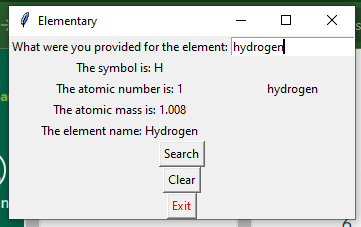 Elementary
What were you provided for the element: hydrogen
The symbol is: H
The atomic number is: 1 hydrogen
The atomic mass is: 1.008
The element name: Hydrogen
Search
Clear
Exit